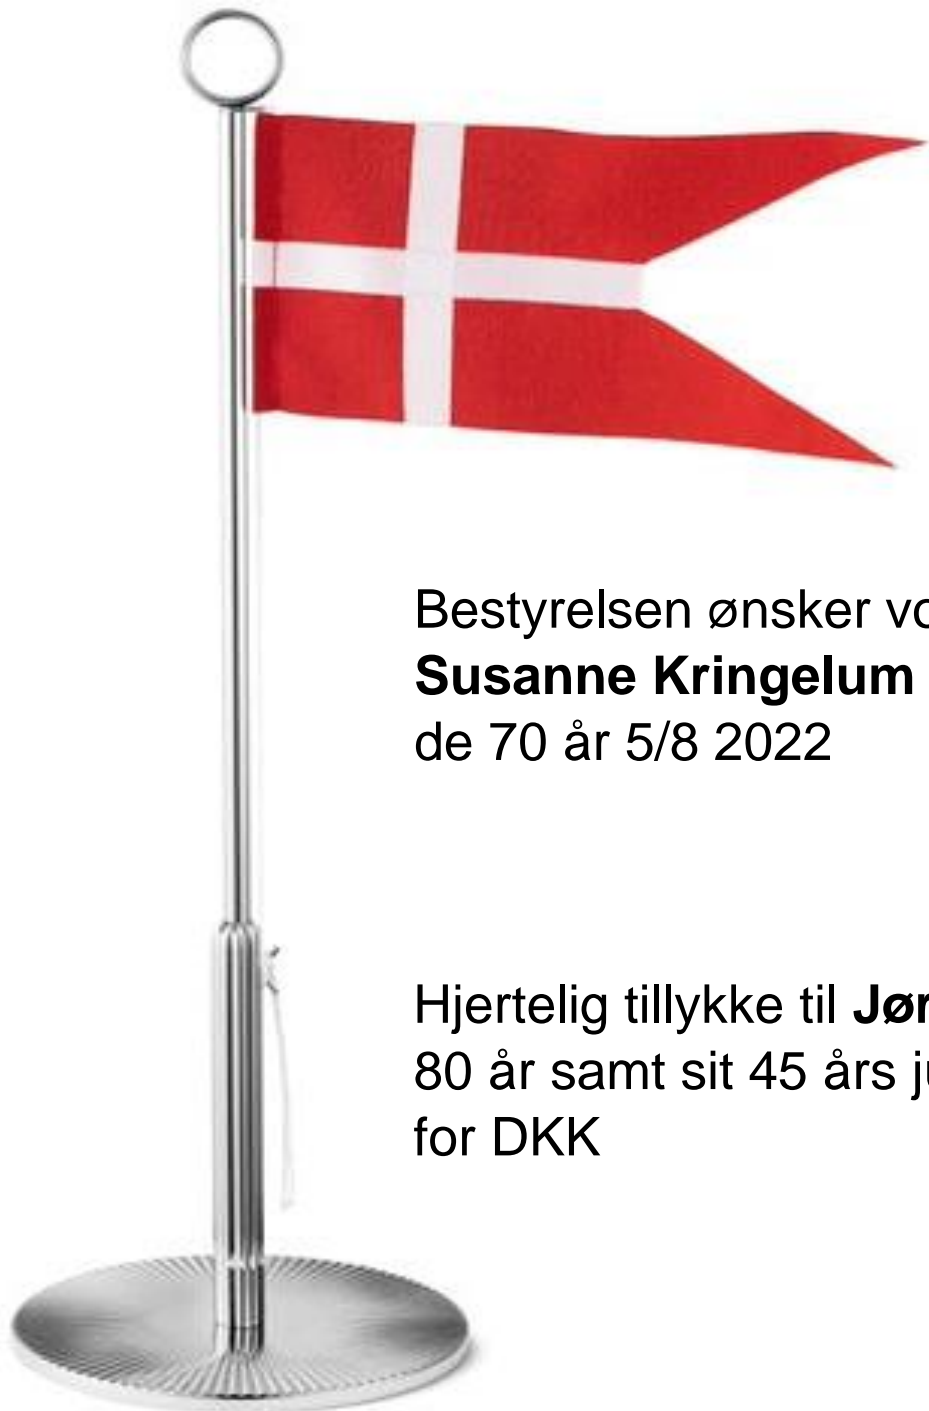 Bestyrelsen ønsker
Susanne Kringelum
de 70 år 5/8 2022
Hjertelig tillykke til
80 år samt sit 45 års
for DKK